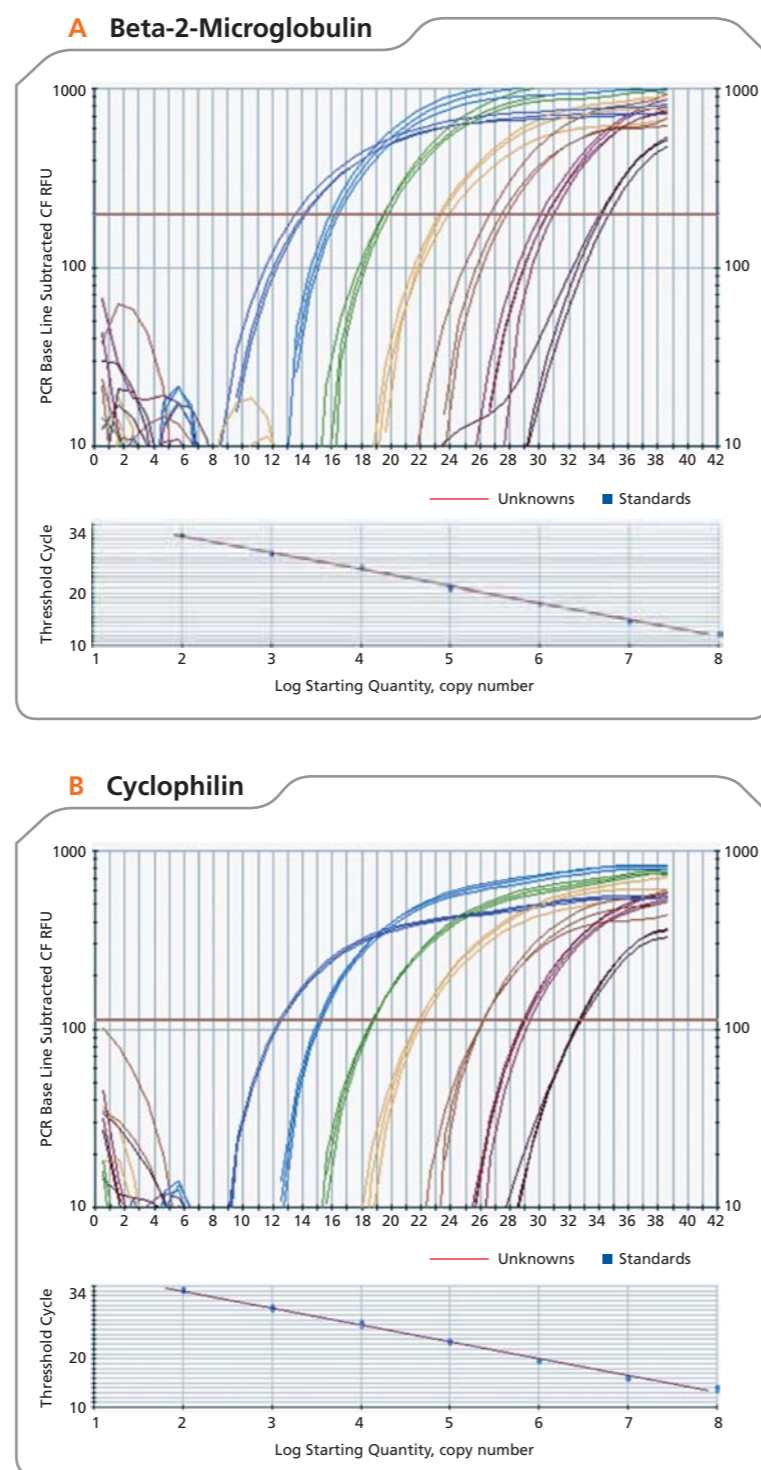 A Beta-2-Microglobulin
1000 1000
PCR Base Line Subtracted CF RFU
100 100
10 10
0 2 4 6 8 10 12 14 16 18 20 22 24 26 28 30 32 34 36 38 40 42
Unknowns Standards
Thresshold Cycle
34
20
10
1 2 3 4 5 6 7 8
Log Starting Quantity, copy number
B Cyclophilin
1000 1000
PCR Base Line Subtracted CF RFU
100 100
10 10
0 2 4 6 8 10 12 14 16 18 20 22 24 26 28 30 32 34 36 38 40 42
Unknowns Standards
Thresshold Cycle
34
20
10
1 2 3 4 5 6 7 8
Log Starting Quantity, copy number